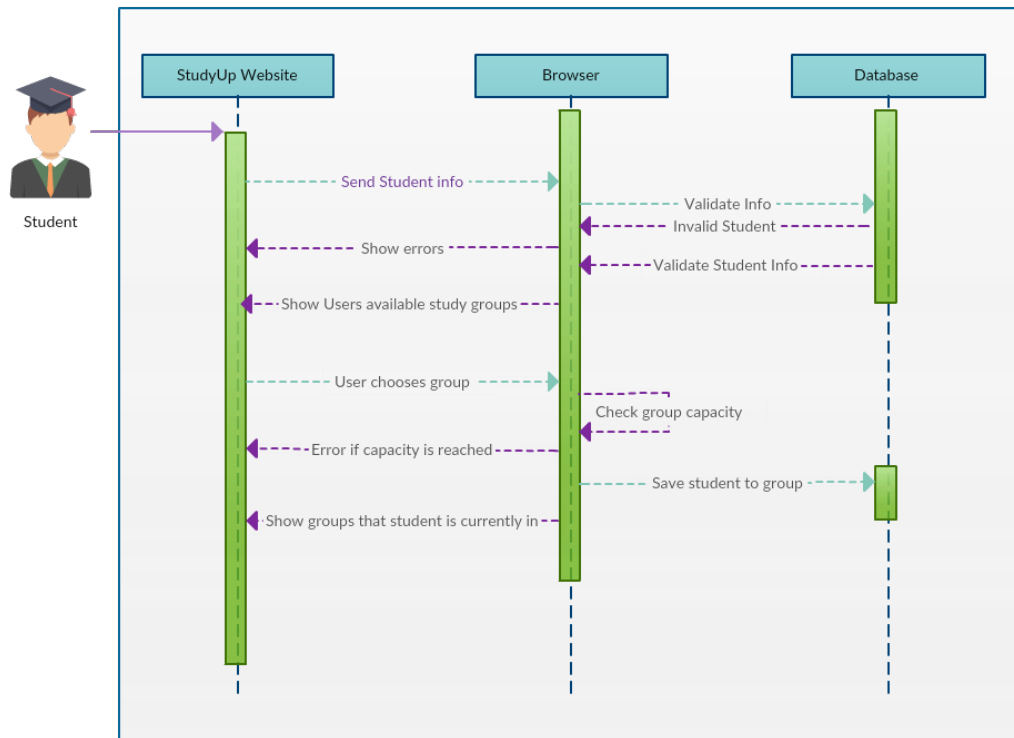 StudyUp Website
Browser
Database
Student
Send Student info
Validate Info
Invalid Student
Show errors
Validate Student Info
Show Users available study groups
User chooses group
Check group capacity
Error if capacity is reached
Save student to group
Show groups that student is currently in